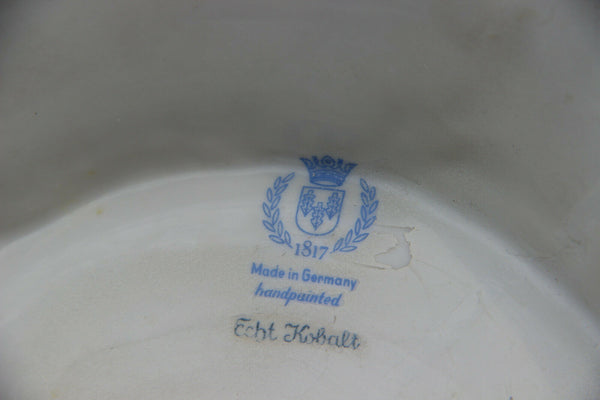 1817
Made in Germany
handpainted
Echt Kobalt